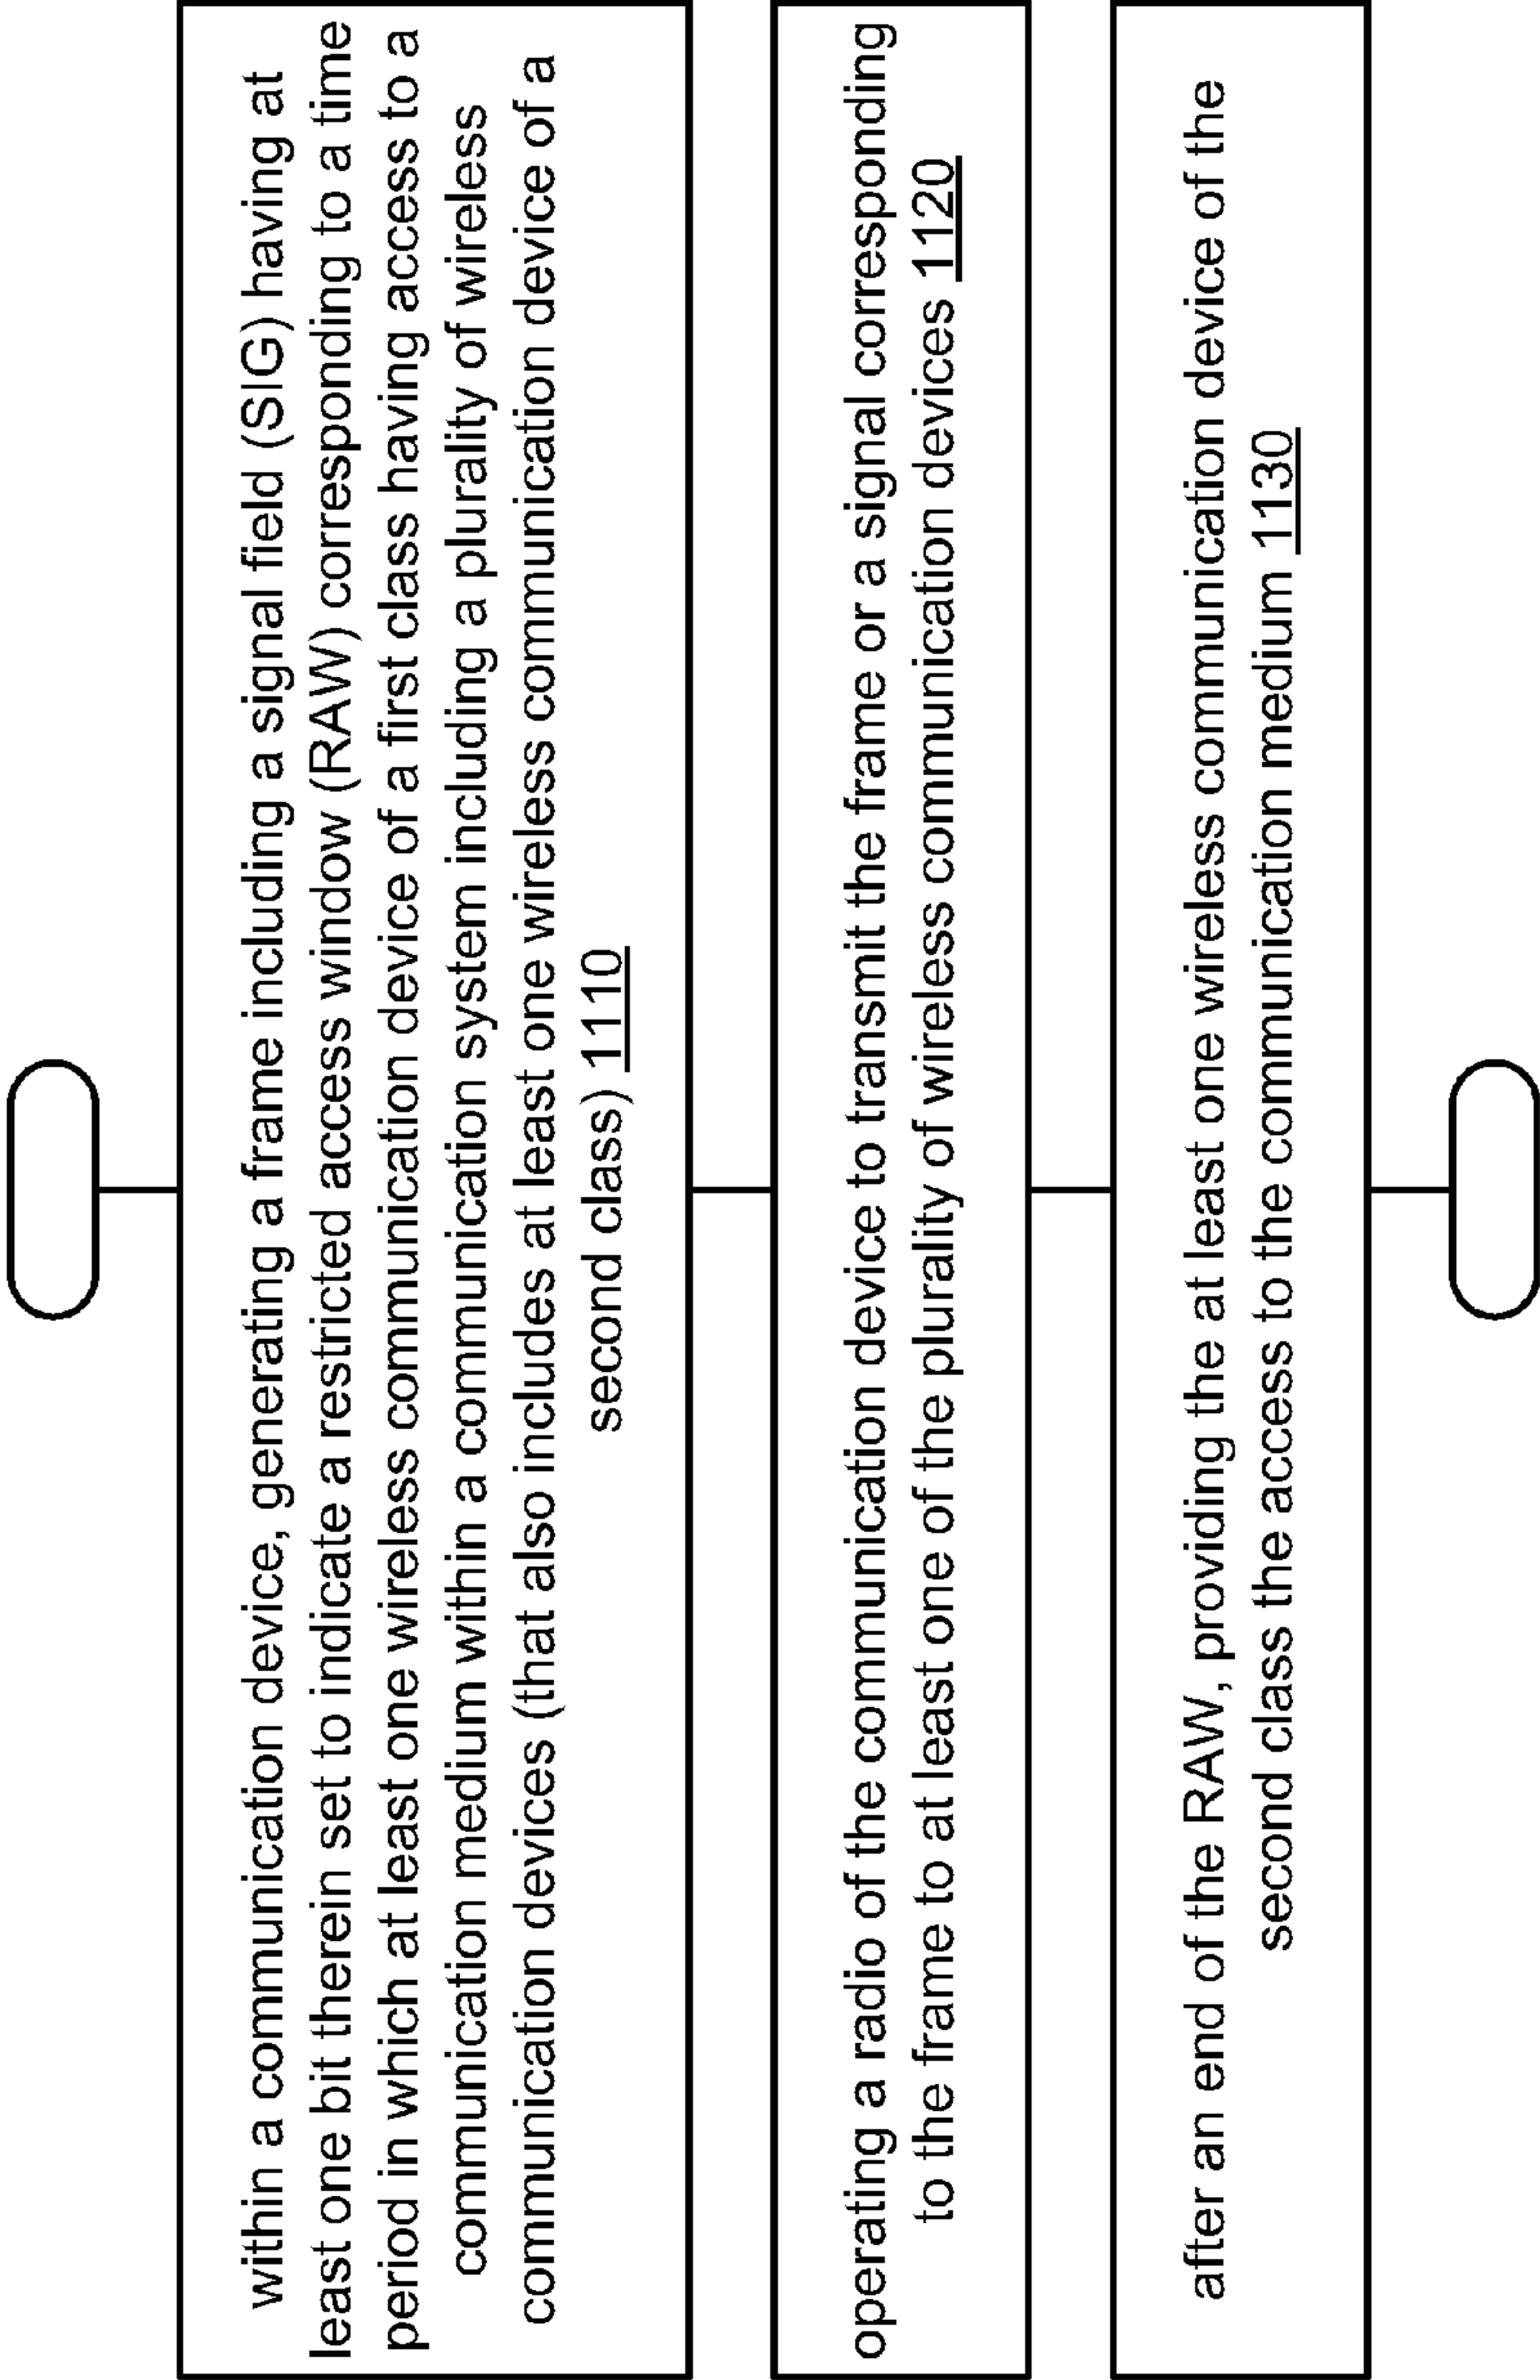 within a communication device, generating a frame including a signal field (SIG) having at
least one bit therein set to indicate a restricted access window (RAW) corresponding to a time
period in which at least one wireless communication device of a first class having access to a
communication medium within a communication system including a plurality of wireless
communication devices (that also includes at least one wireless communication device of a
second class) 1110
operating a radio of the communication device to transmit the frame or a signal corresponding
to the frame to at least one of the plurality of wireless communication devices 1120
after an end of the RAW, providing the at least one wireless communication device of the
second class the access to the communication medium 1130